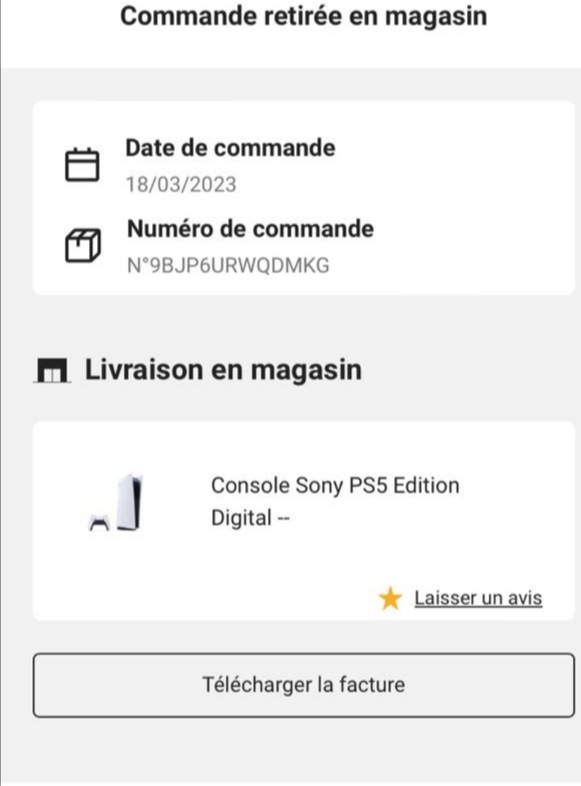 Commande retirée en magasin
Date de commande
18/03/2023
Numéro de commande
N°9BJP6URWQDMKG
Livraison en magasin
Console Sony PS5 Edition
Digital --
Laisser un avis
Télécharger la facture